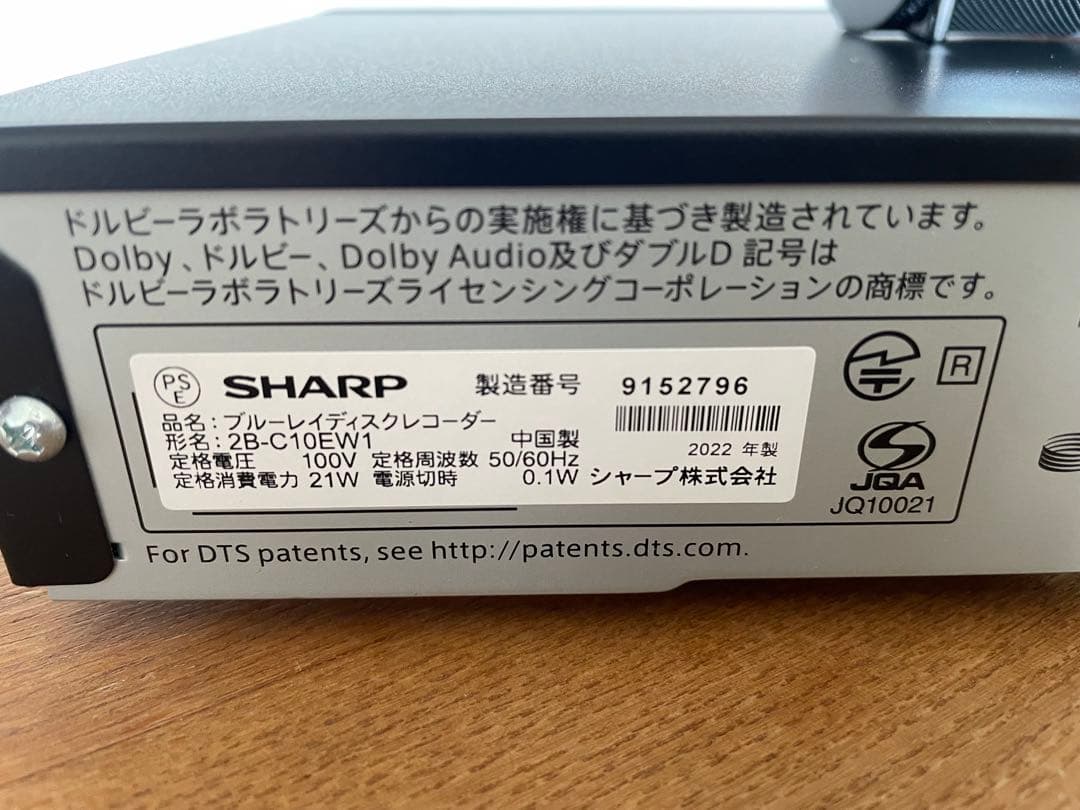 ドルビーラボラトリーズからの実施権に基づき製造されています。
Dolby、ドルビー、Dolby Audio及びダブルD 記号は
ドルビーラボラトリーズライセンシングコーポレーションの商標です。
PS
E
SHARP 製造番号 9152796
品名：ブルーレイディスクレコーダー
形名：2B-C10EW1 中国製 2022 年製
定格電圧 100V 定格周波数 50/60Hz
定格消費電力 21W 電源切時 0.1W シャープ株式会社
R
JQA
JQ10021
For DTS patents, see http://patents.dts.com.